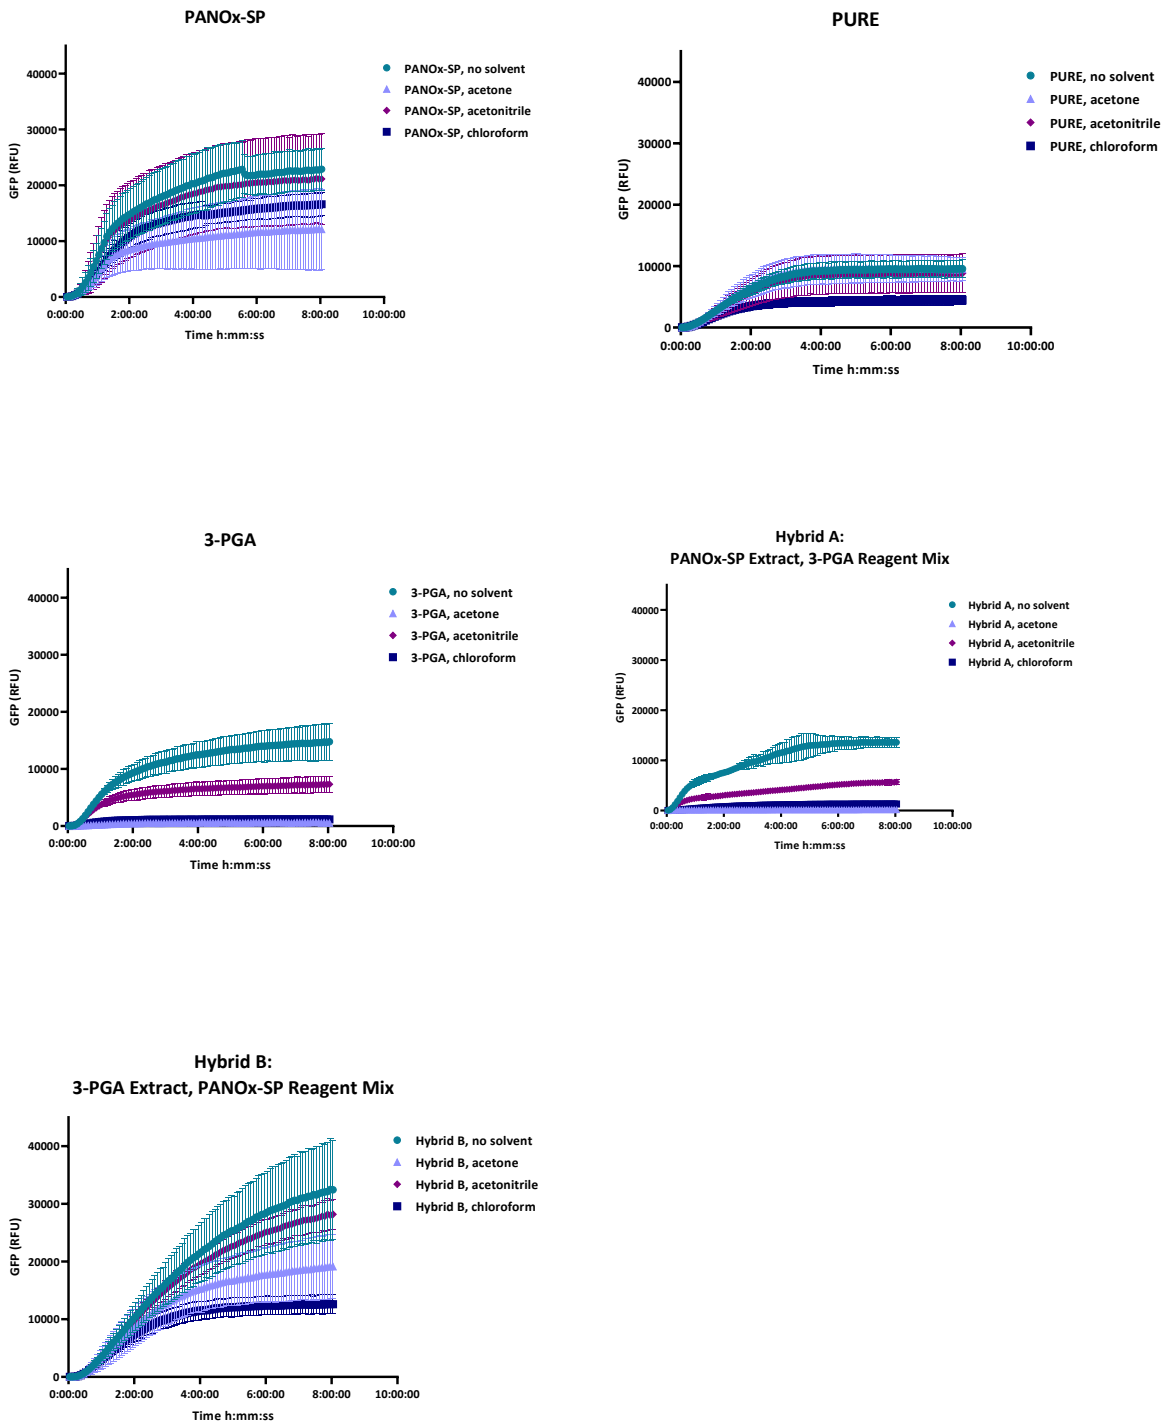 PANOx-SP
GFP (RFU)
40000
30000
20000
10000
0
0:00:00 2:00:00 4:00:00 6:00:00 8:00:00 10:00:00
Time h:mm:ss
PANOx-SP, no solvent
PANOx-SP, acetone
PANOx-SP, acetonitrile
PANOx-SP, chloroform
PURE
GFP (RFU)
40000
30000
20000
10000
0
0:00:00 2:00:00 4:00:00 6:00:00 8:00:00 10:00:00
Time h:mm:ss
PURE, no solvent
PURE, acetone
PURE, acetonitrile
PURE, chloroform
3-PGA
GFP (RFU)
40000
30000
20000
10000
0
0:00:00 2:00:00 4:00:00 6:00:00 8:00:00 10:00:00
Time h:mm:ss
3-PGA, no solvent
3-PGA, acetone
3-PGA, acetonitrile
3-PGA, chloroform
Hybrid A:
PANOx-SP Extract, 3-PGA Reagent Mix
GFP (RFU)
40000
30000
20000
10000
0
0:00:00 2:00:00 4:00:00 6:00:00 8:00:00 10:00:00
Time h:mm:ss
Hybrid A, no solvent
Hybrid A, acetone
Hybrid A, acetonitrile
Hybrid A, chloroform
Hybrid B:
3-PGA Extract, PANOx-SP Reagent Mix
GFP (RFU)
40000
30000
20000
10000
0
0:00:00 2:00:00 4:00:00 6:00:00 8:00:00 10:00:00
Time h:mm:ss
Hybrid B, no solvent
Hybrid B, acetone
Hybrid B, acetonitrile
Hybrid B, chloroform